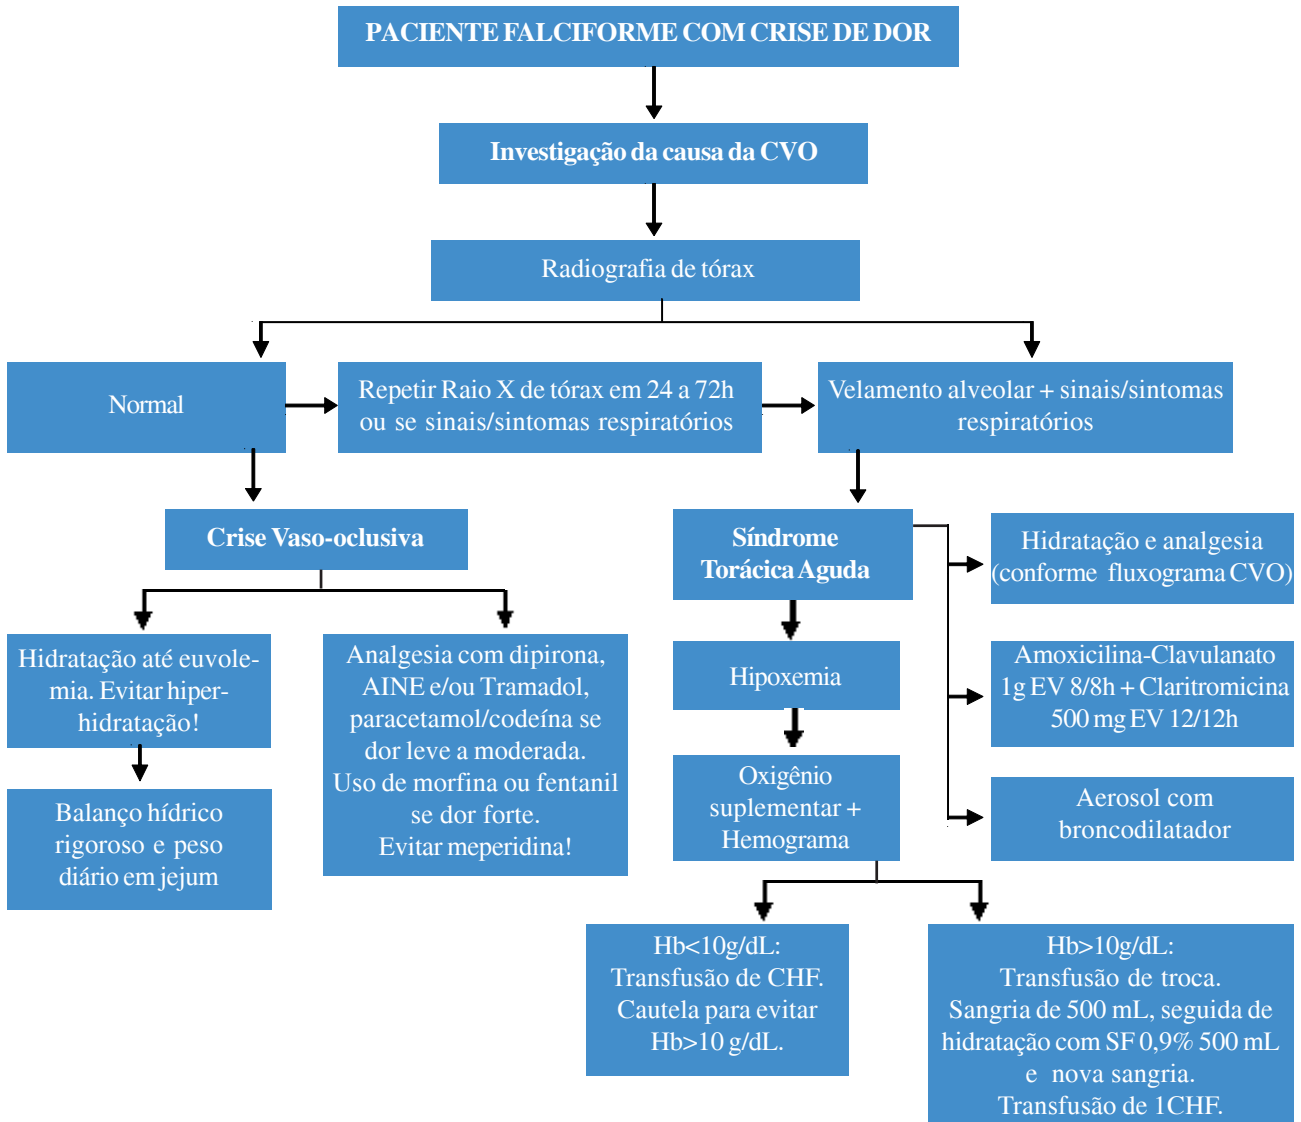 PACIENTE FALCIFORME COM CRISE DE DOR
Investigação da causa da CVO
Radiografia de tórax
Normal
Repetir Raio X de tórax em 24 a 72h
ou se sinais/sintomas respiratórios
Velamento alveolar + sinais/sintomas
respiratórios
Crise Vaso-oclusiva
Síndrome
Torácica Aguda
Hidratação e analgesia
(conforme fluxograma CVO)
Hidratação até euvole-
mia. Evitar hiper-
hidratação!
Analgesia com dipirona,
AINE e/ou Tramadol,
paracetamol/codeína se
dor leve a moderada.
Uso de morfina ou fentanil
se dor forte.
Evitar meperidina!
Hipoxemia
Amoxicilina-Clavulanato
1g EV 8/8h + Claritromicina
500 mg EV 12/12h
Balanço hídrico
rigoroso e peso
diário em jejum
Oxigênio
suplementar +
Hemograma
Aerosol com
broncodilatador
Hb<10g/dL:
Transfusão de CHF.
Cautela para evitar
Hb>10 g/dL.
Hb>10g/dL:
Transfusão de troca.
Sangria de 500 mL, seguida de
hidratação com SF 0,9% 500 mL
e nova sangria.
Transfusão de 1CHF.